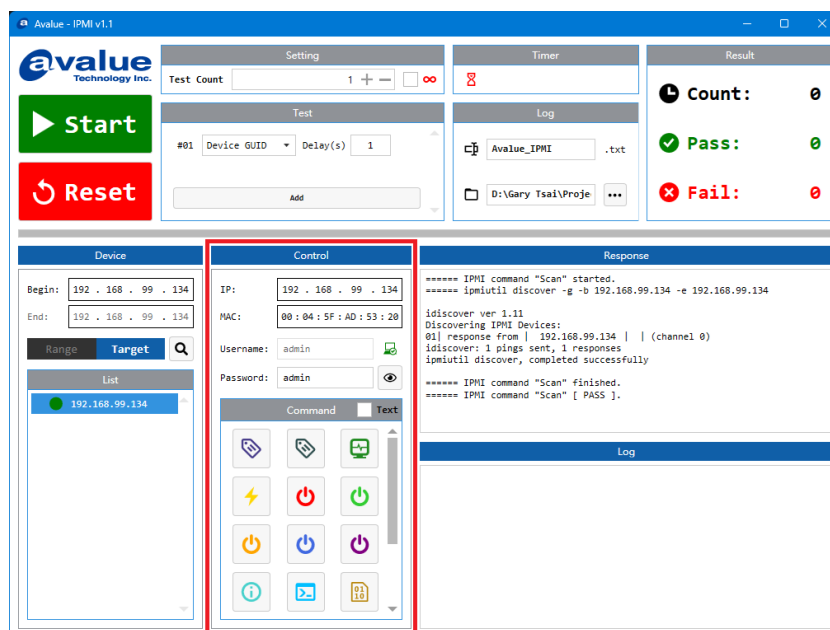 Avalue - IPMI v1.1
avalue
Technology Inc.
Start
Reset
Setting
Test Count 1
Test
#01 Device GUID Delay(s) 1
Add
Timer
Log
Avalue_IPMI .txt
D:\Gary Tsai\Proje
Result
Count: 0
Pass: 0
Fail: 0
Device
Begin: 192 . 168 . 99 . 134
End: 192 . 168 . 99 . 134
Range Target
List
192.168.99.134
Control
IP: 192 . 168 . 99 . 134
MAC: 00 : 04 : 5F : AD : 53 : 20
Username: admin
Password: admin
Command Text
01
10
Response
====== IPMI command "Scan" started.
====== ipmiutil discover -g -b 192.168.99.134 -e 192.168.99.134
idiscover ver 1.11
Discovering IPMI Devices:
01| response from | 192.168.99.134 | | (channel 0)
idiscover: 1 pings sent, 1 responses
ipmiutil discover, completed successfully
====== IPMI command "Scan" finished.
====== IPMI command "Scan" [ PASS ].
Log